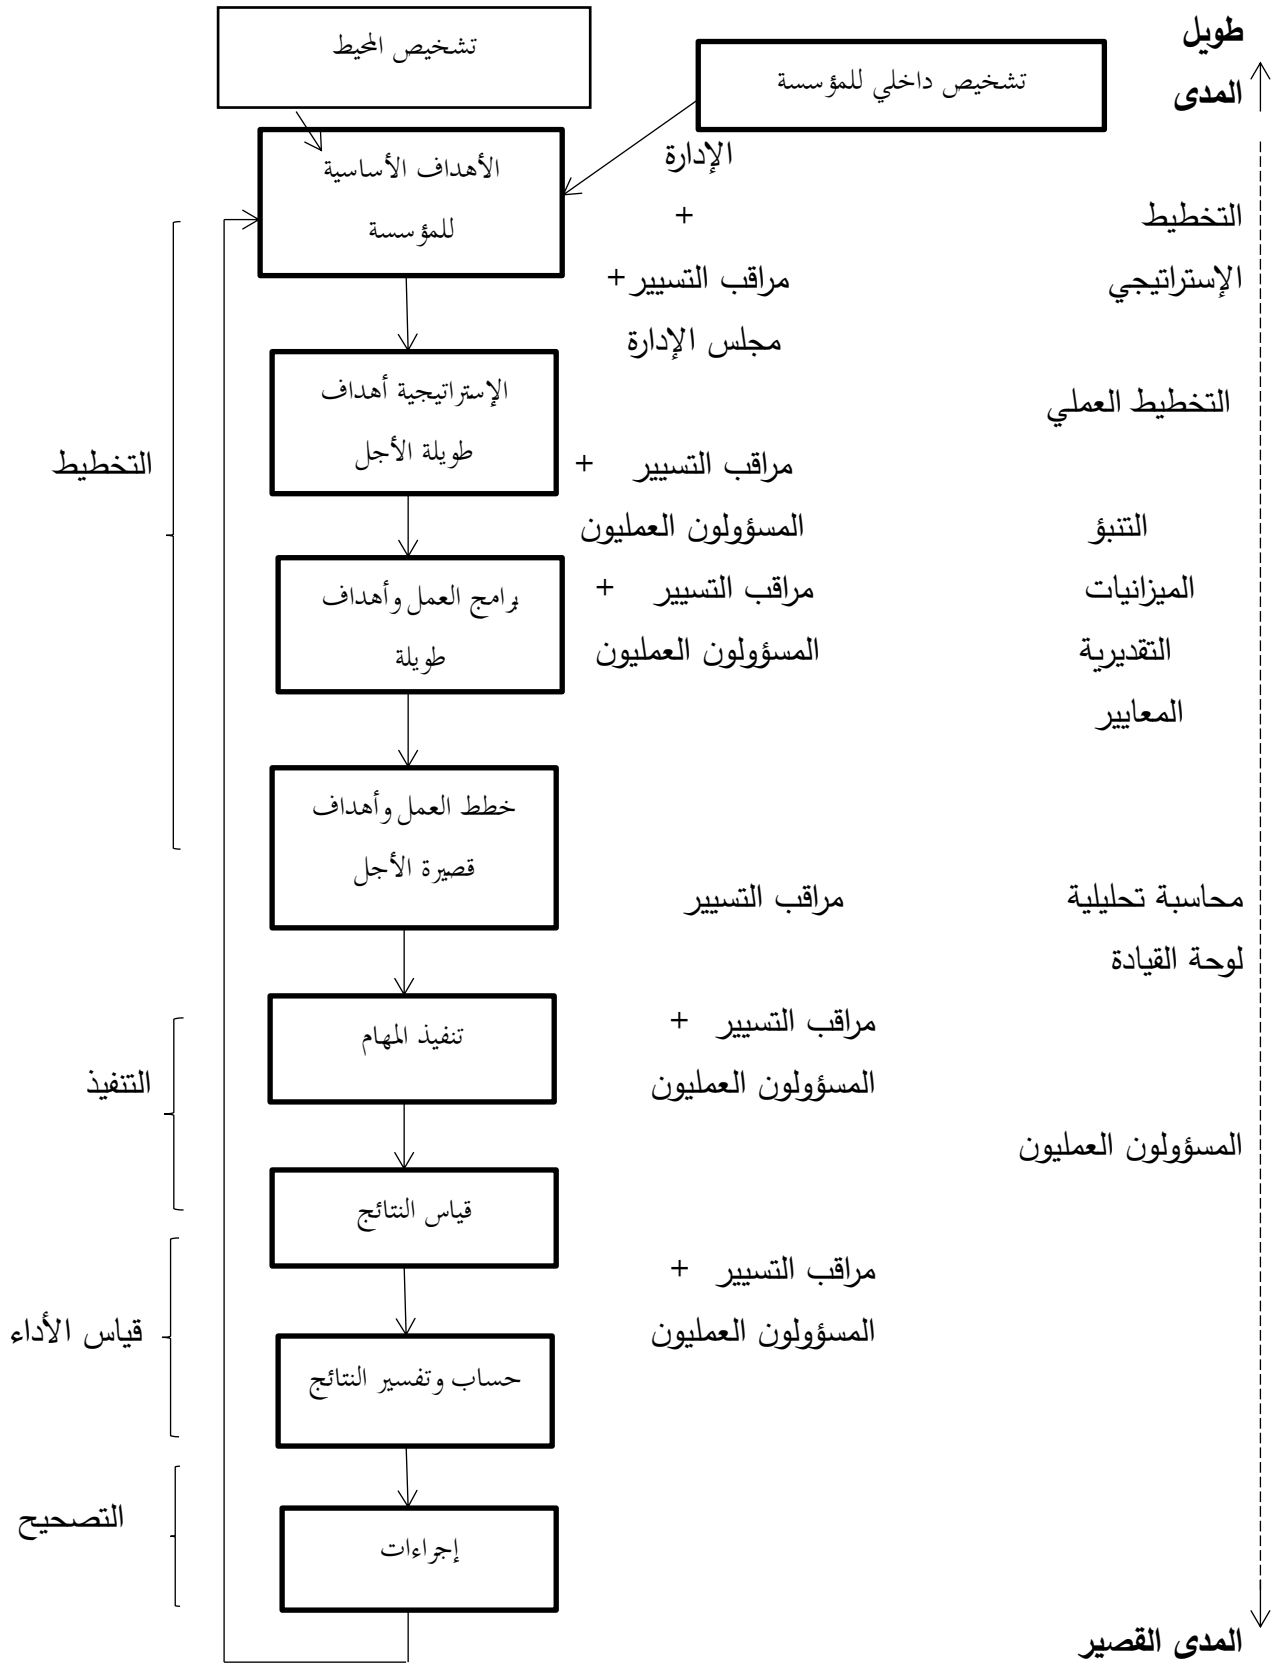 طويل
المدى
تشخيص المحيط
تشخيص داخلي للمؤسسة
الأهداف الأساسية
للمؤسسة
الإدارة
+
مراقب التسيير+
مجلس الإدارة
التخطيط
الإستراتيجي
الإستراتيجية أهداف
طويلة الأجل
التخطيط العملي
التخطيط
مراقب التسيير +
المسؤولون العمليون
التنبؤ
برامج العمل وأهداف
طويلة
مراقب التسيير +
المسؤولون العمليون
الميزانيات
التقديرية
المعايير
خطط العمل وأهداف
قصيرة الأجل
مراقب التسيير
محاسبة تحليلية
لوحة القيادة
تنفيذ المهام
مراقب التسيير +
المسؤولون العمليون
التنفيذ
المسؤولون العمليون
قياس النتائج
مراقب التسيير +
المسؤولون العمليون
قياس الأداء
حساب وتفسير النتائج
التصحيح
إجراءات
المدى القصير